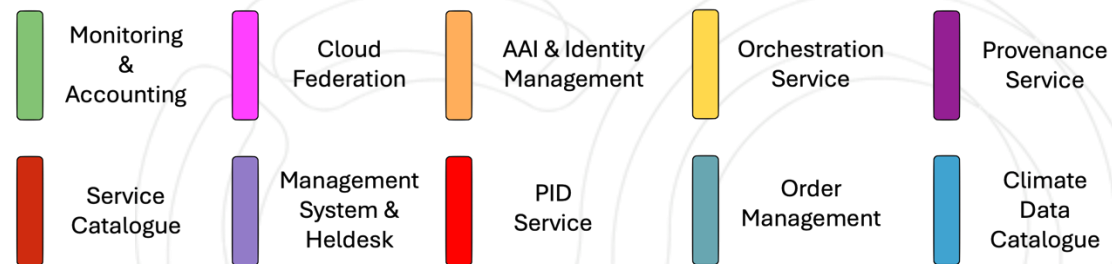 Monitoring
&
Accounting
Cloud
Federation
AAI & Identity
Management
Orchestration
Service
Provenance
Service
Service
Catalogue
Management
System &
Heldesk
PID
Service
Order
Management
Climate
Data
Catalogue